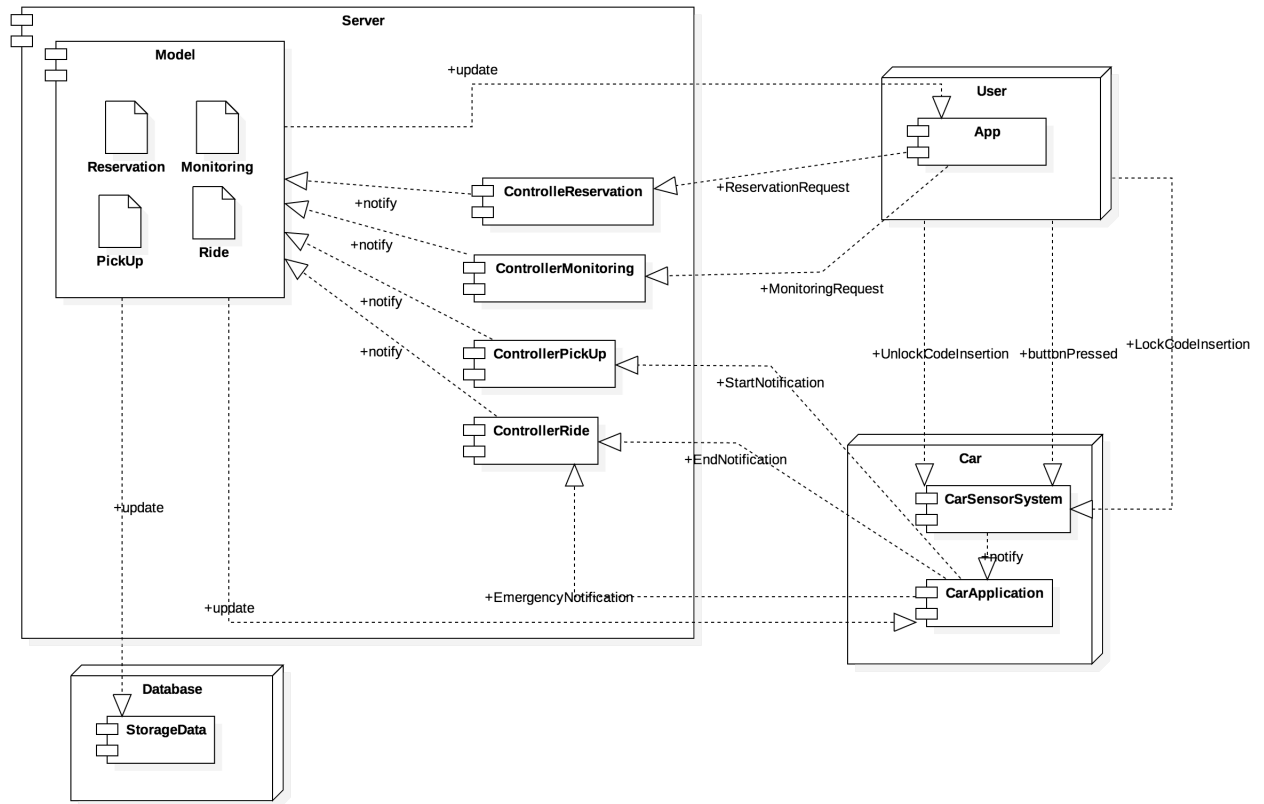 Server
Model
+update
User
App
Reservation
Monitoring
ControlleReservation
+ReservationRequest
+notify
PickUp
Ride
+notify
ControllerMonitoring
+MonitoringRequest
+notify
+notify
ControllerPickUp
+UnlockCodeInsertion
+buttonPressed
+LockCodeInsertion
+StartNotification
ControllerRide
+EndNotification
Car
CarSensorSystem
+update
+notify
CarApplication
+EmergencyNotification
+update
Database
StorageData